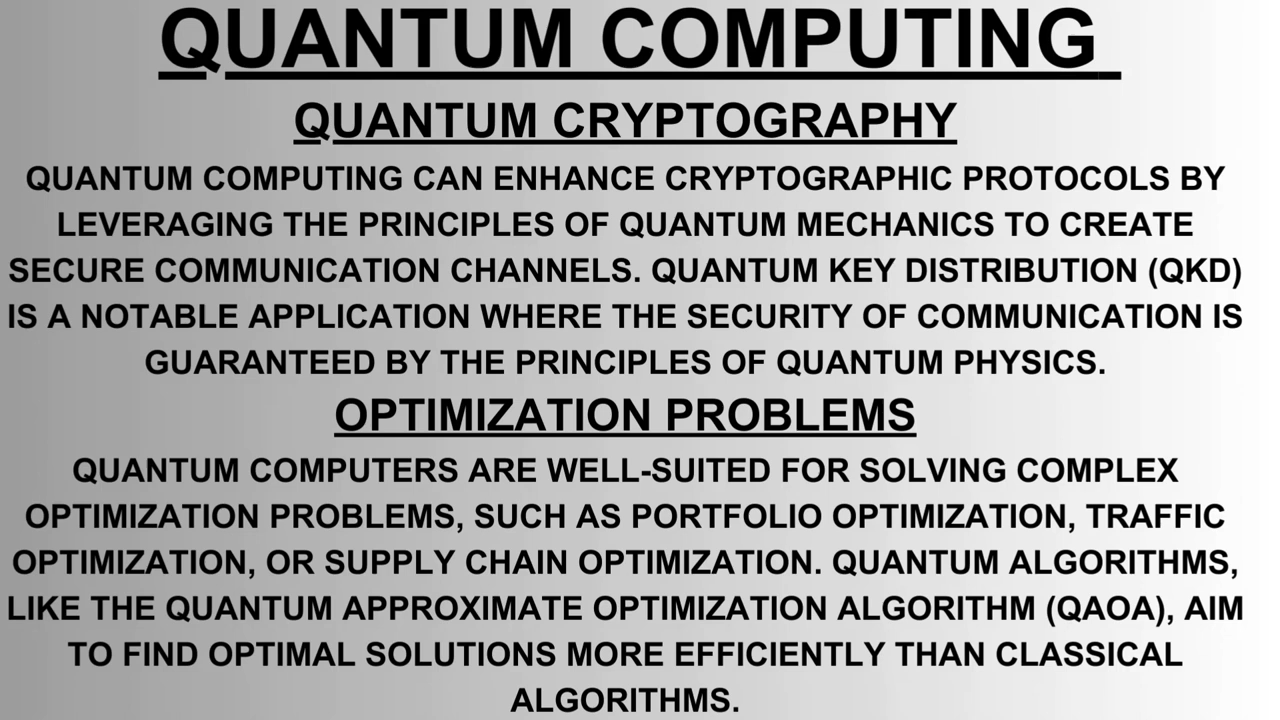 QUANTUM COMPUTING
QUANTUM CRYPTOGRAPHY
QUANTUM COMPUTING CAN ENHANCE CRYPTOGRAPHIC PROTOCOLS BY
LEVERAGING THE PRINCIPLES OF QUANTUM MECHANICS TO CREATE
SECURE COMMUNICATION CHANNELS. QUANTUM KEY DISTRIBUTION (QKD)
IS A NOTABLE APPLICATION WHERE THE SECURITY OF COMMUNICATION IS
GUARANTEED BY THE PRINCIPLES OF QUANTUM PHYSICS.
OPTIMIZATION PROBLEMS
QUANTUM COMPUTERS ARE WELL-SUITED FOR SOLVING COMPLEX
OPTIMIZATION PROBLEMS, SUCH AS PORTFOLIO OPTIMIZATION, TRAFFIC
OPTIMIZATION, OR SUPPLY CHAIN OPTIMIZATION. QUANTUM ALGORITHMS,
LIKE THE QUANTUM APPROXIMATE OPTIMIZATION ALGORITHM (QAOA), AIM
TO FIND OPTIMAL SOLUTIONS MORE EFFICIENTLY THAN CLASSICAL
ALGORITHMS.